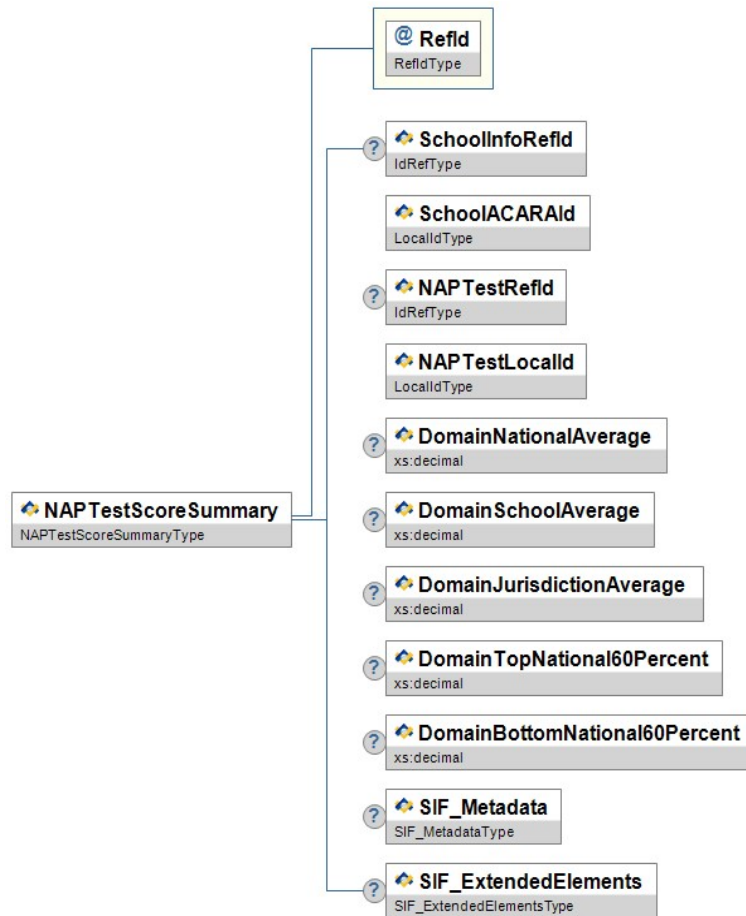 @ RefId
RefIdType
? SchoolInfoRefId
IdRefType
SchoolACARAId
LocalIdType
? NAPTestRefId
IdRefType
NAPTestLocalId
LocalIdType
? DomainNationalAverage
xs:decimal
NAPTestScoreSummary
NAPTestScoreSummaryType
? DomainSchoolAverage
xs:decimal
? DomainJurisdictionAverage
xs:decimal
? DomainTopNational60Percent
xs:decimal
? DomainBottomNational60Percent
xs:decimal
? SIF_Metadata
SIF_MetadataType
? SIF_ExtendedElements
SIF_ExtendedElementsType